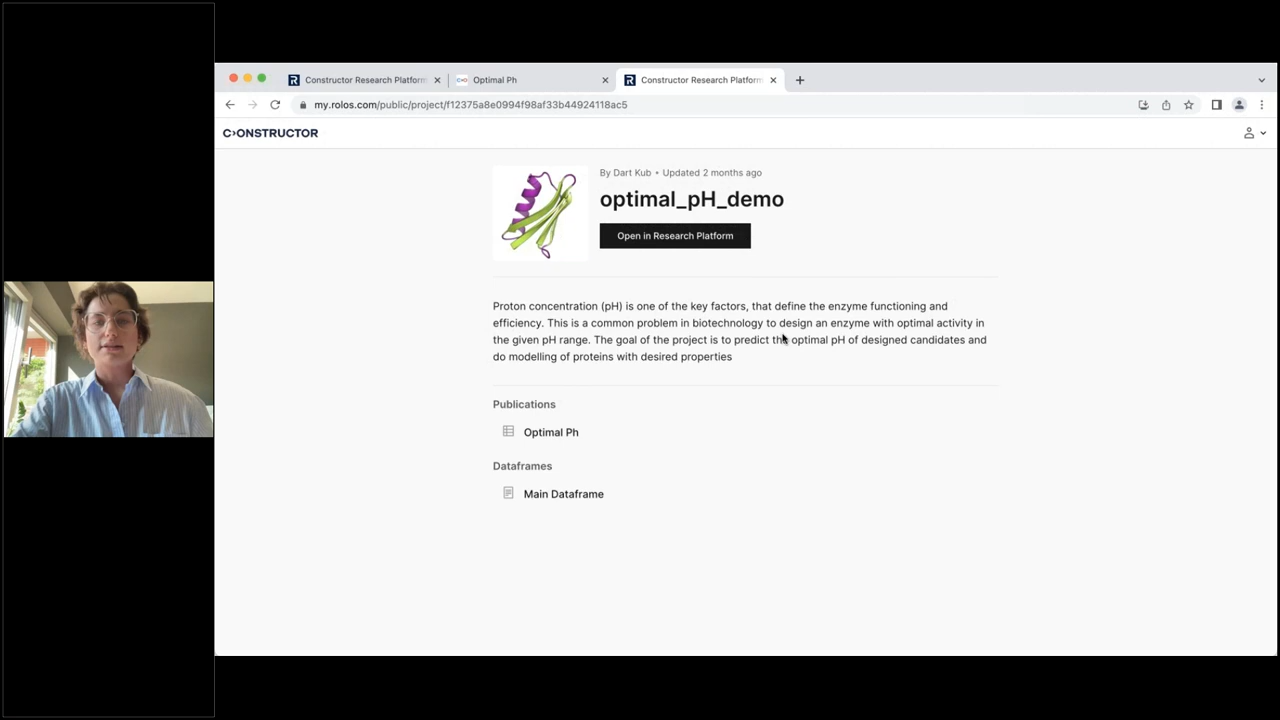 Constructor Research Platform
Optimal Ph
Constructor Research Platform
my.rolos.com/public/project/f12375a8e0994f98af33b44924118ac5
C›ONSTRUCTOR
By Dart Kub • Updated 2 months ago
optimal_pH_demo
Open in Research Platform
Proton concentration (pH) is one of the key factors, that define the enzyme functioning and
efficiency. This is a common problem in biotechnology to design an enzyme with optimal activity in
the given pH range. The goal of the project is to predict the optimal pH of designed candidates and
do modelling of proteins with desired properties
Publications
Optimal Ph
Dataframes
Main Dataframe